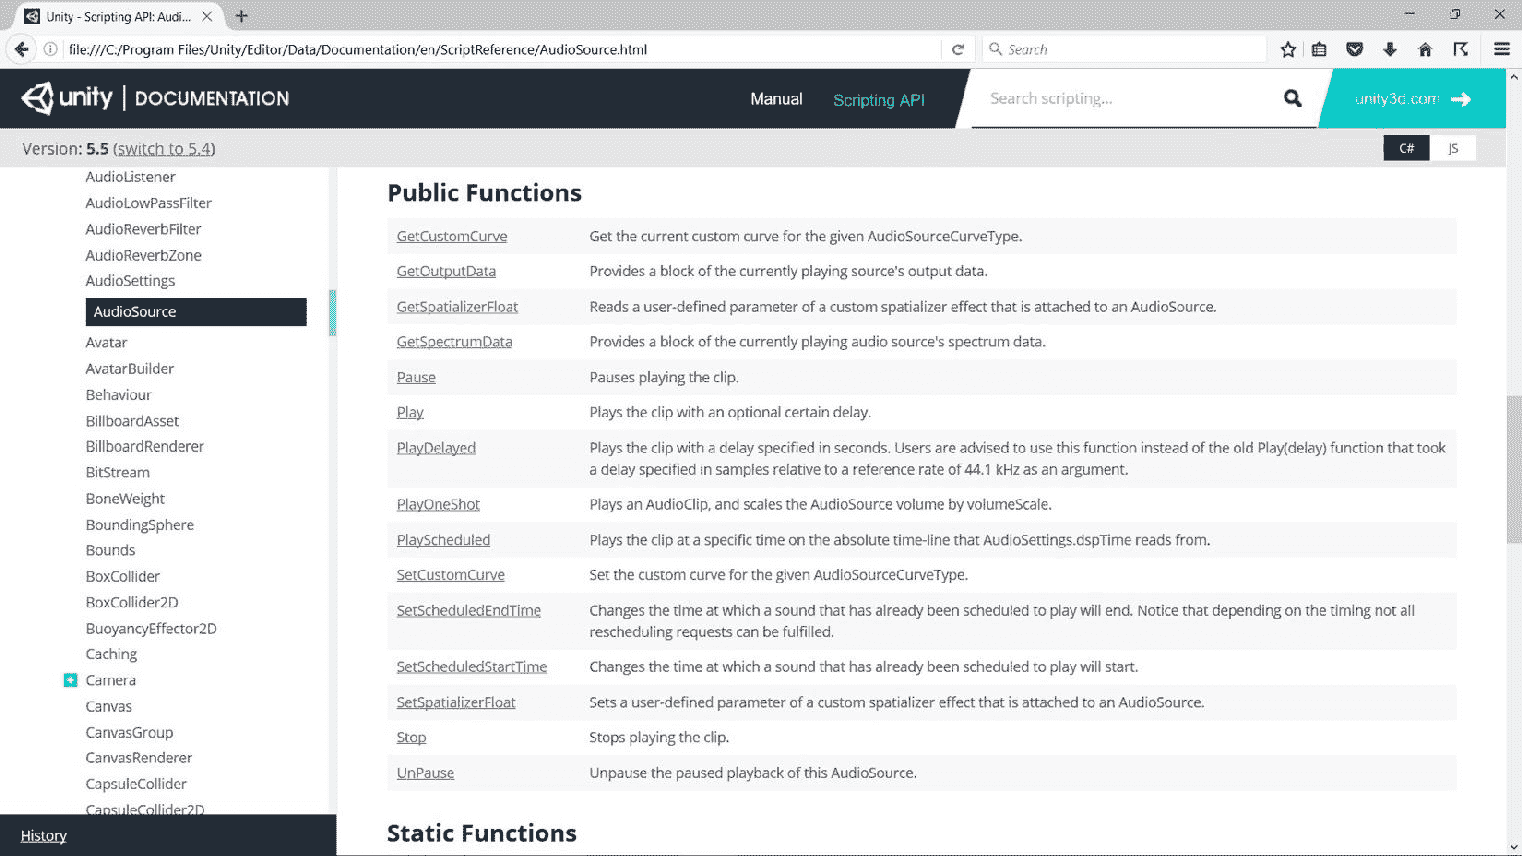 Unity - Scripting API: Audi...
file:///C:/Program Files/Unity/Editor/Data/Documentation/en/ScriptReference/AudioSource.html
Search
unity | DOCUMENTATION
Manual
Scripting API
Search scripting...
unity3d.com
Version: 5.5 (switch to 5.4)
C#
JS
AudioListener
AudioLowPassFilter
AudioReverbFilter
AudioReverbZone
AudioSettings
AudioSource
Avatar
AvatarBuilder
Behaviour
BillboardAsset
BillboardRenderer
BitStream
BoneWeight
BoundingSphere
Bounds
BoxCollider
BoxCollider2D
BuoyancyEffector2D
Caching
Camera
Canvas
CanvasGroup
CanvasRenderer
CapsuleCollider
CapsuleCollider2D
History
Public Functions
GetCustomCurve Get the current custom curve for the given AudioSourceCurveType.
GetOutputData Provides a block of the currently playing source's output data.
GetSpatializerFloat Reads a user-defined parameter of a custom spatializer effect that is attached to an AudioSource.
GetSpectrumData Provides a block of the currently playing audio source's spectrum data.
Pause Pauses playing the clip.
Play Plays the clip with an optional certain delay.
PlayDelayed Plays the clip with a delay specified in seconds. Users are advised to use this function instead of the old Play(delay) function that took
a delay specified in samples relative to a reference rate of 44.1 kHz as an argument.
PlayOneShot Plays an AudioClip, and scales the AudioSource volume by volumeScale.
PlayScheduled Plays the clip at a specific time on the absolute time-line that AudioSettings.dspTime reads from.
SetCustomCurve Set the custom curve for the given AudioSourceCurveType.
SetScheduledEndTime Changes the time at which a sound that has already been scheduled to play will end. Notice that depending on the timing not all
rescheduling requests can be fulfilled.
SetScheduledStartTime Changes the time at which a sound that has already been scheduled to play will start.
SetSpatializerFloat Sets a user-defined parameter of a custom spatializer effect that is attached to an AudioSource.
Stop Stops playing the clip.
UnPause Unpause the paused playback of this AudioSource.
Static Functions